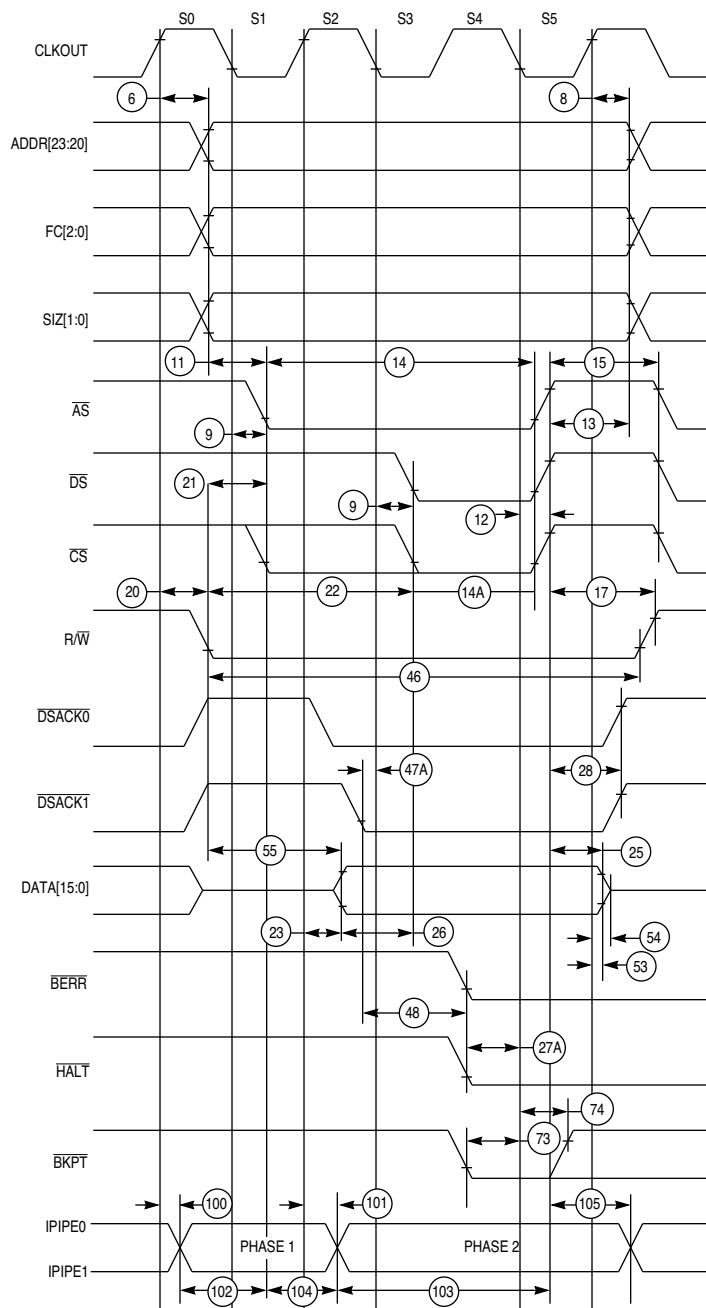 S0 S1 S2 S3 S4 S5
CLKOUT
6 8
ADDR[23:20]
FC[2:0]
SIZ[1:0]
11 14 15
AS
13
9
DS
21
9
12
CS
20 22 14A 17
R/W
46
DSACK0
47A 28
DSACK1
55 25
DATA[15:0]
23 26 54
53
BERR
48
27A
HALT
74
73
BKPT
100 101 105
IPIPE0
PHASE 1 PHASE 2
IPIPE1
102 104 103